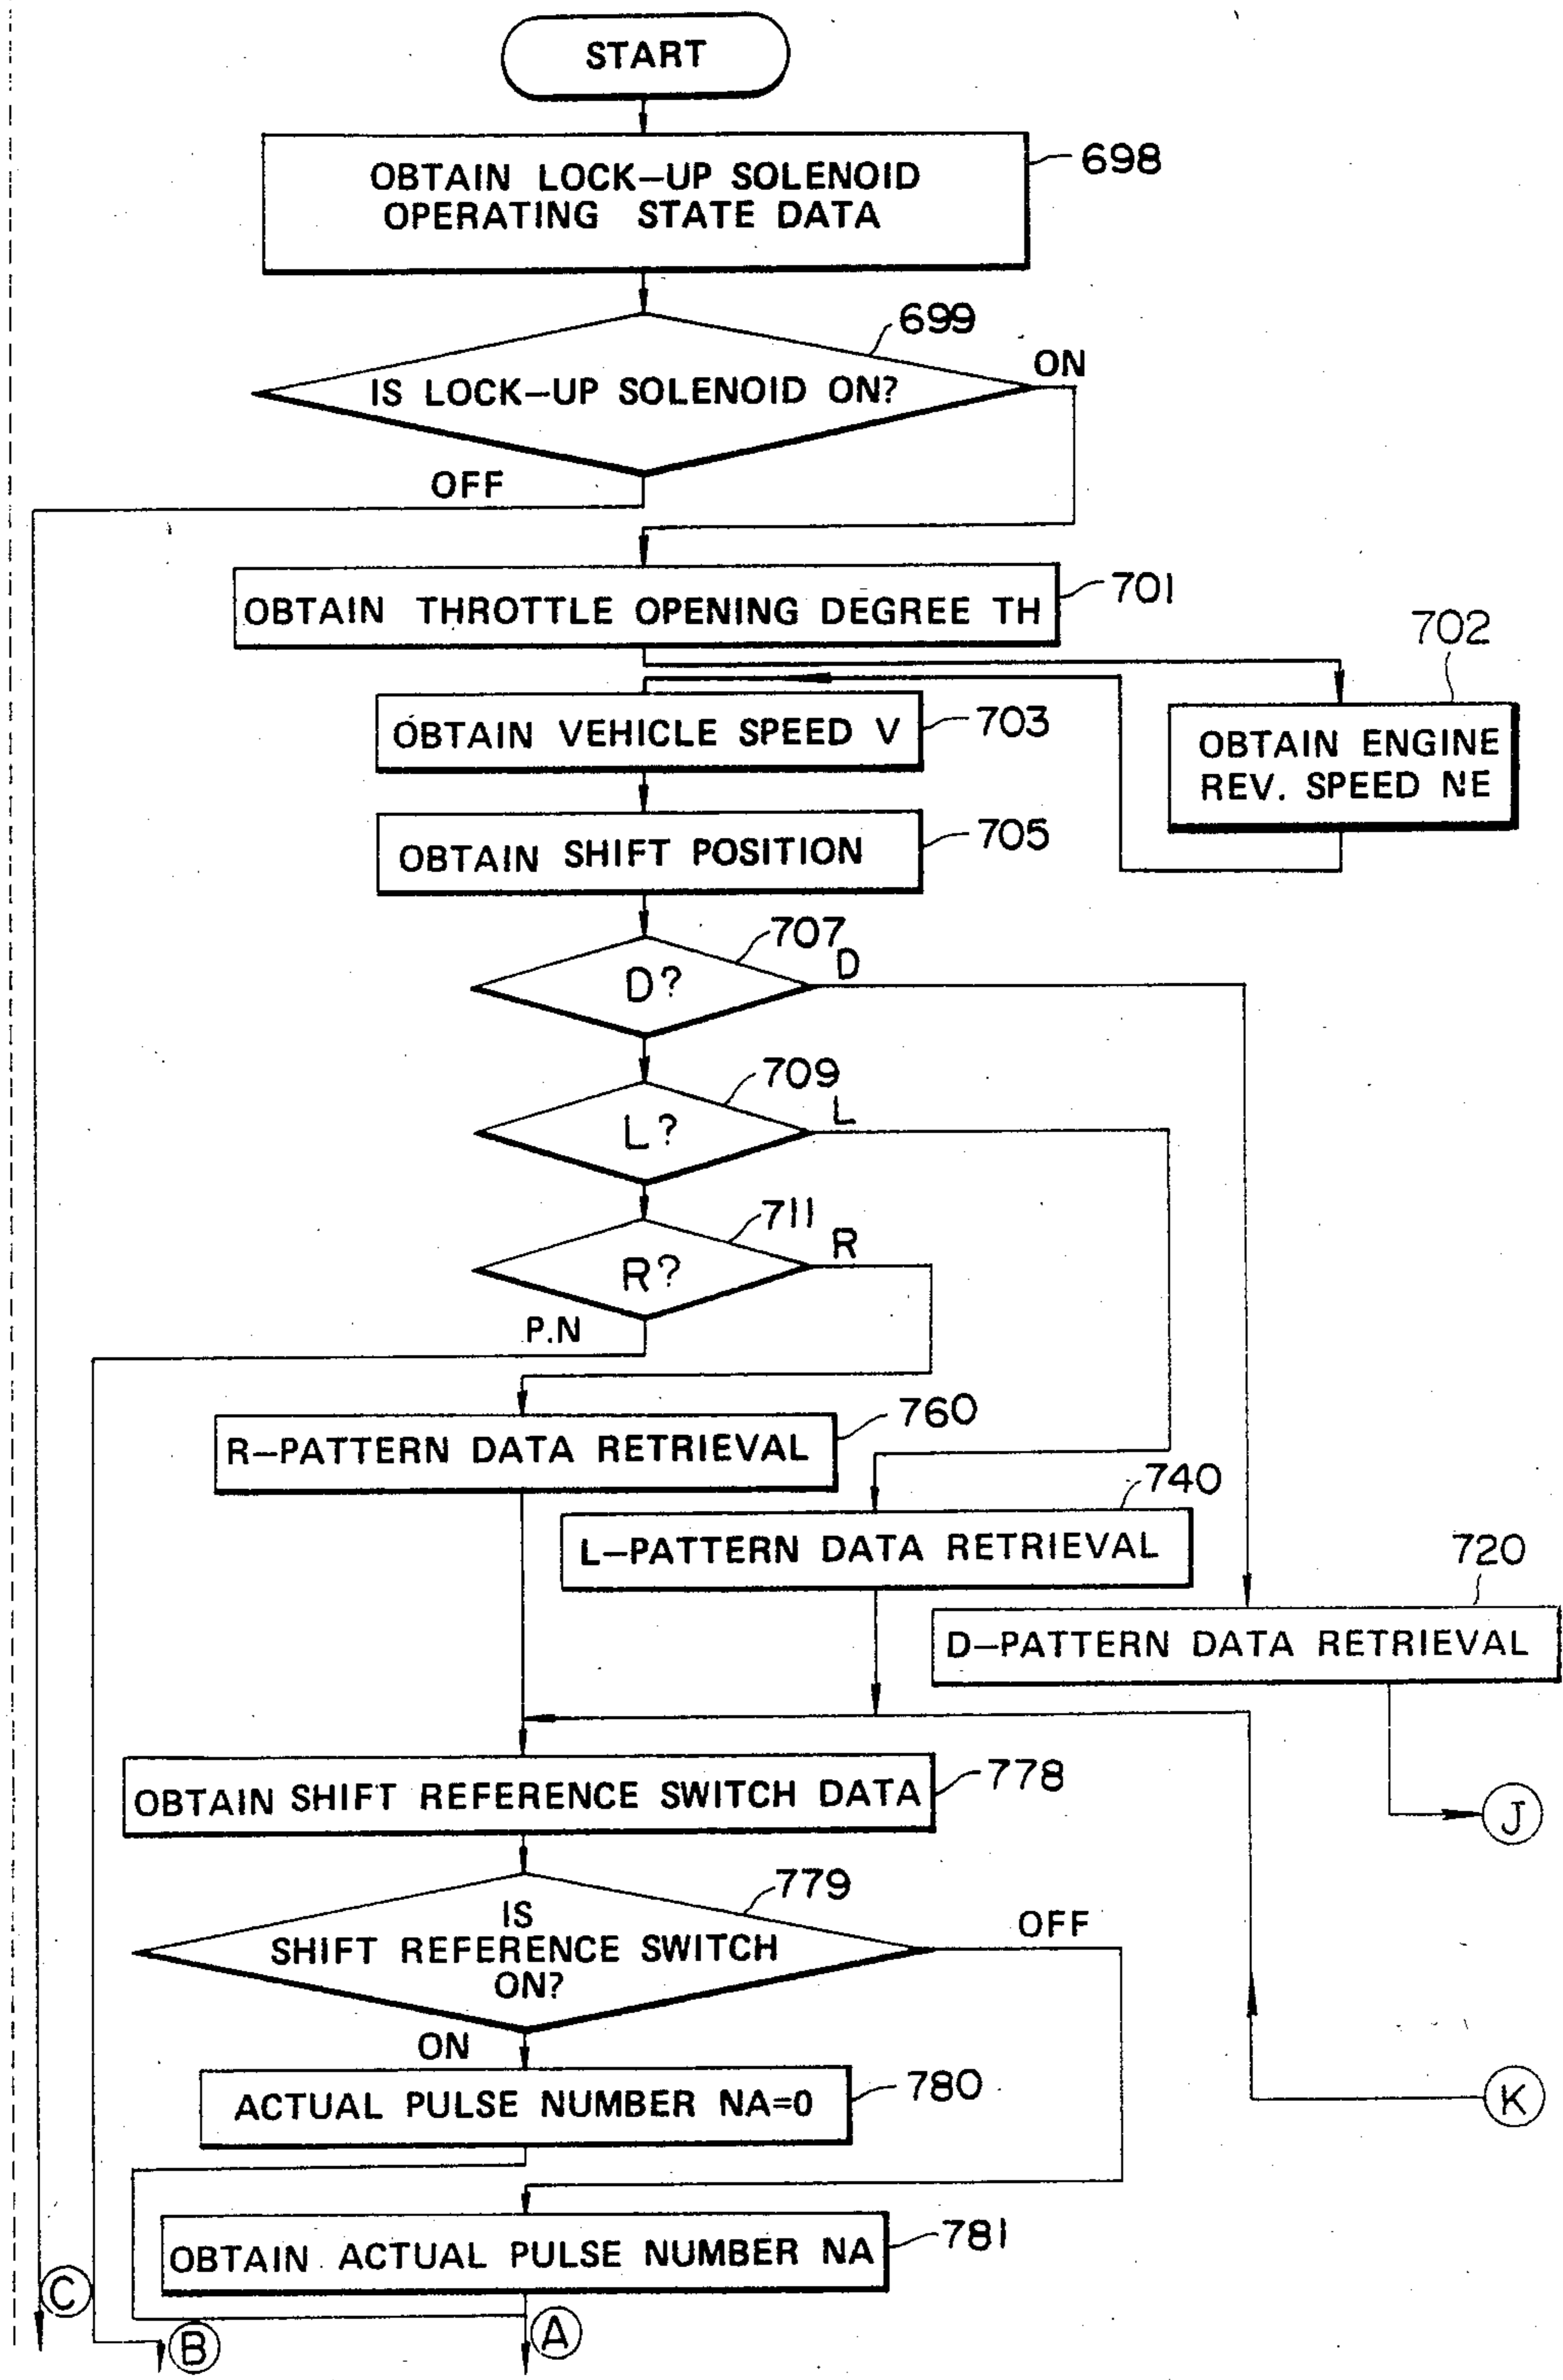 START
OBTAIN LOCK–UP SOLENOID
OPERATING STATE DATA
698
699
IS LOCK–UP SOLENOID ON?
ON
OFF
OBTAIN THROTTLE OPENING DEGREE TH
701
702
OBTAIN VEHICLE SPEED V
703
OBTAIN ENGINE
REV. SPEED NE
OBTAIN SHIFT POSITION
705
707
D?
D
709
L?
L
711
R?
R
P.N
R–PATTERN DATA RETRIEVAL
760
740
L–PATTERN DATA RETRIEVAL
720
D–PATTERN DATA RETRIEVAL
OBTAIN SHIFT REFERENCE SWITCH DATA
778
J
779
IS
SHIFT REFERENCE SWITCH
ON?
OFF
ON
ACTUAL PULSE NUMBER NA=0
780
K
OBTAIN ACTUAL PULSE NUMBER NA
781
C
B
A